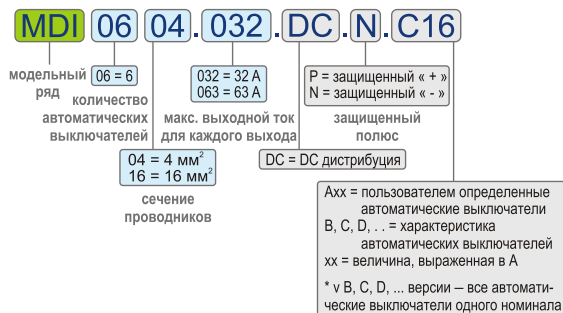 MDI 06 04 . 032 . DC . N . C16
модельный
ряд
06 = 6
количество
автоматических
выключателей
032 = 32 A
063 = 63 A
макс. выходной ток
для каждого выхода
P = защищенный « + »
N = защищенный « - »
защищенный
полюс
04 = 4 мм²
16 = 16 мм²
сечение
проводников
DC = DC дистрибуция
Axx = пользователем определенные
автоматические выключатели
B, C, D, . . = характеристика
автоматических выключателей
xx = величина, выраженная в А
* v B, C, D, ... версии – все автомати-
ческие выключатели одного номинала